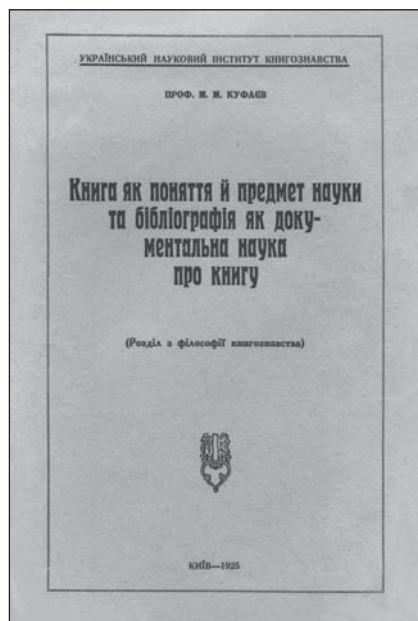 УКРАЇНСЬКИЙ НАУКОВИЙ ІНСТИТУТ КНИГОЗНАВСТВА
ПРОФ. М. М. КУФАЄВ
Книга як поняття й предмет науки
та бібліографія як доку-
ментальна наука
про книгу
(Розділ з філософії книгознавства)
КИЇВ—1925